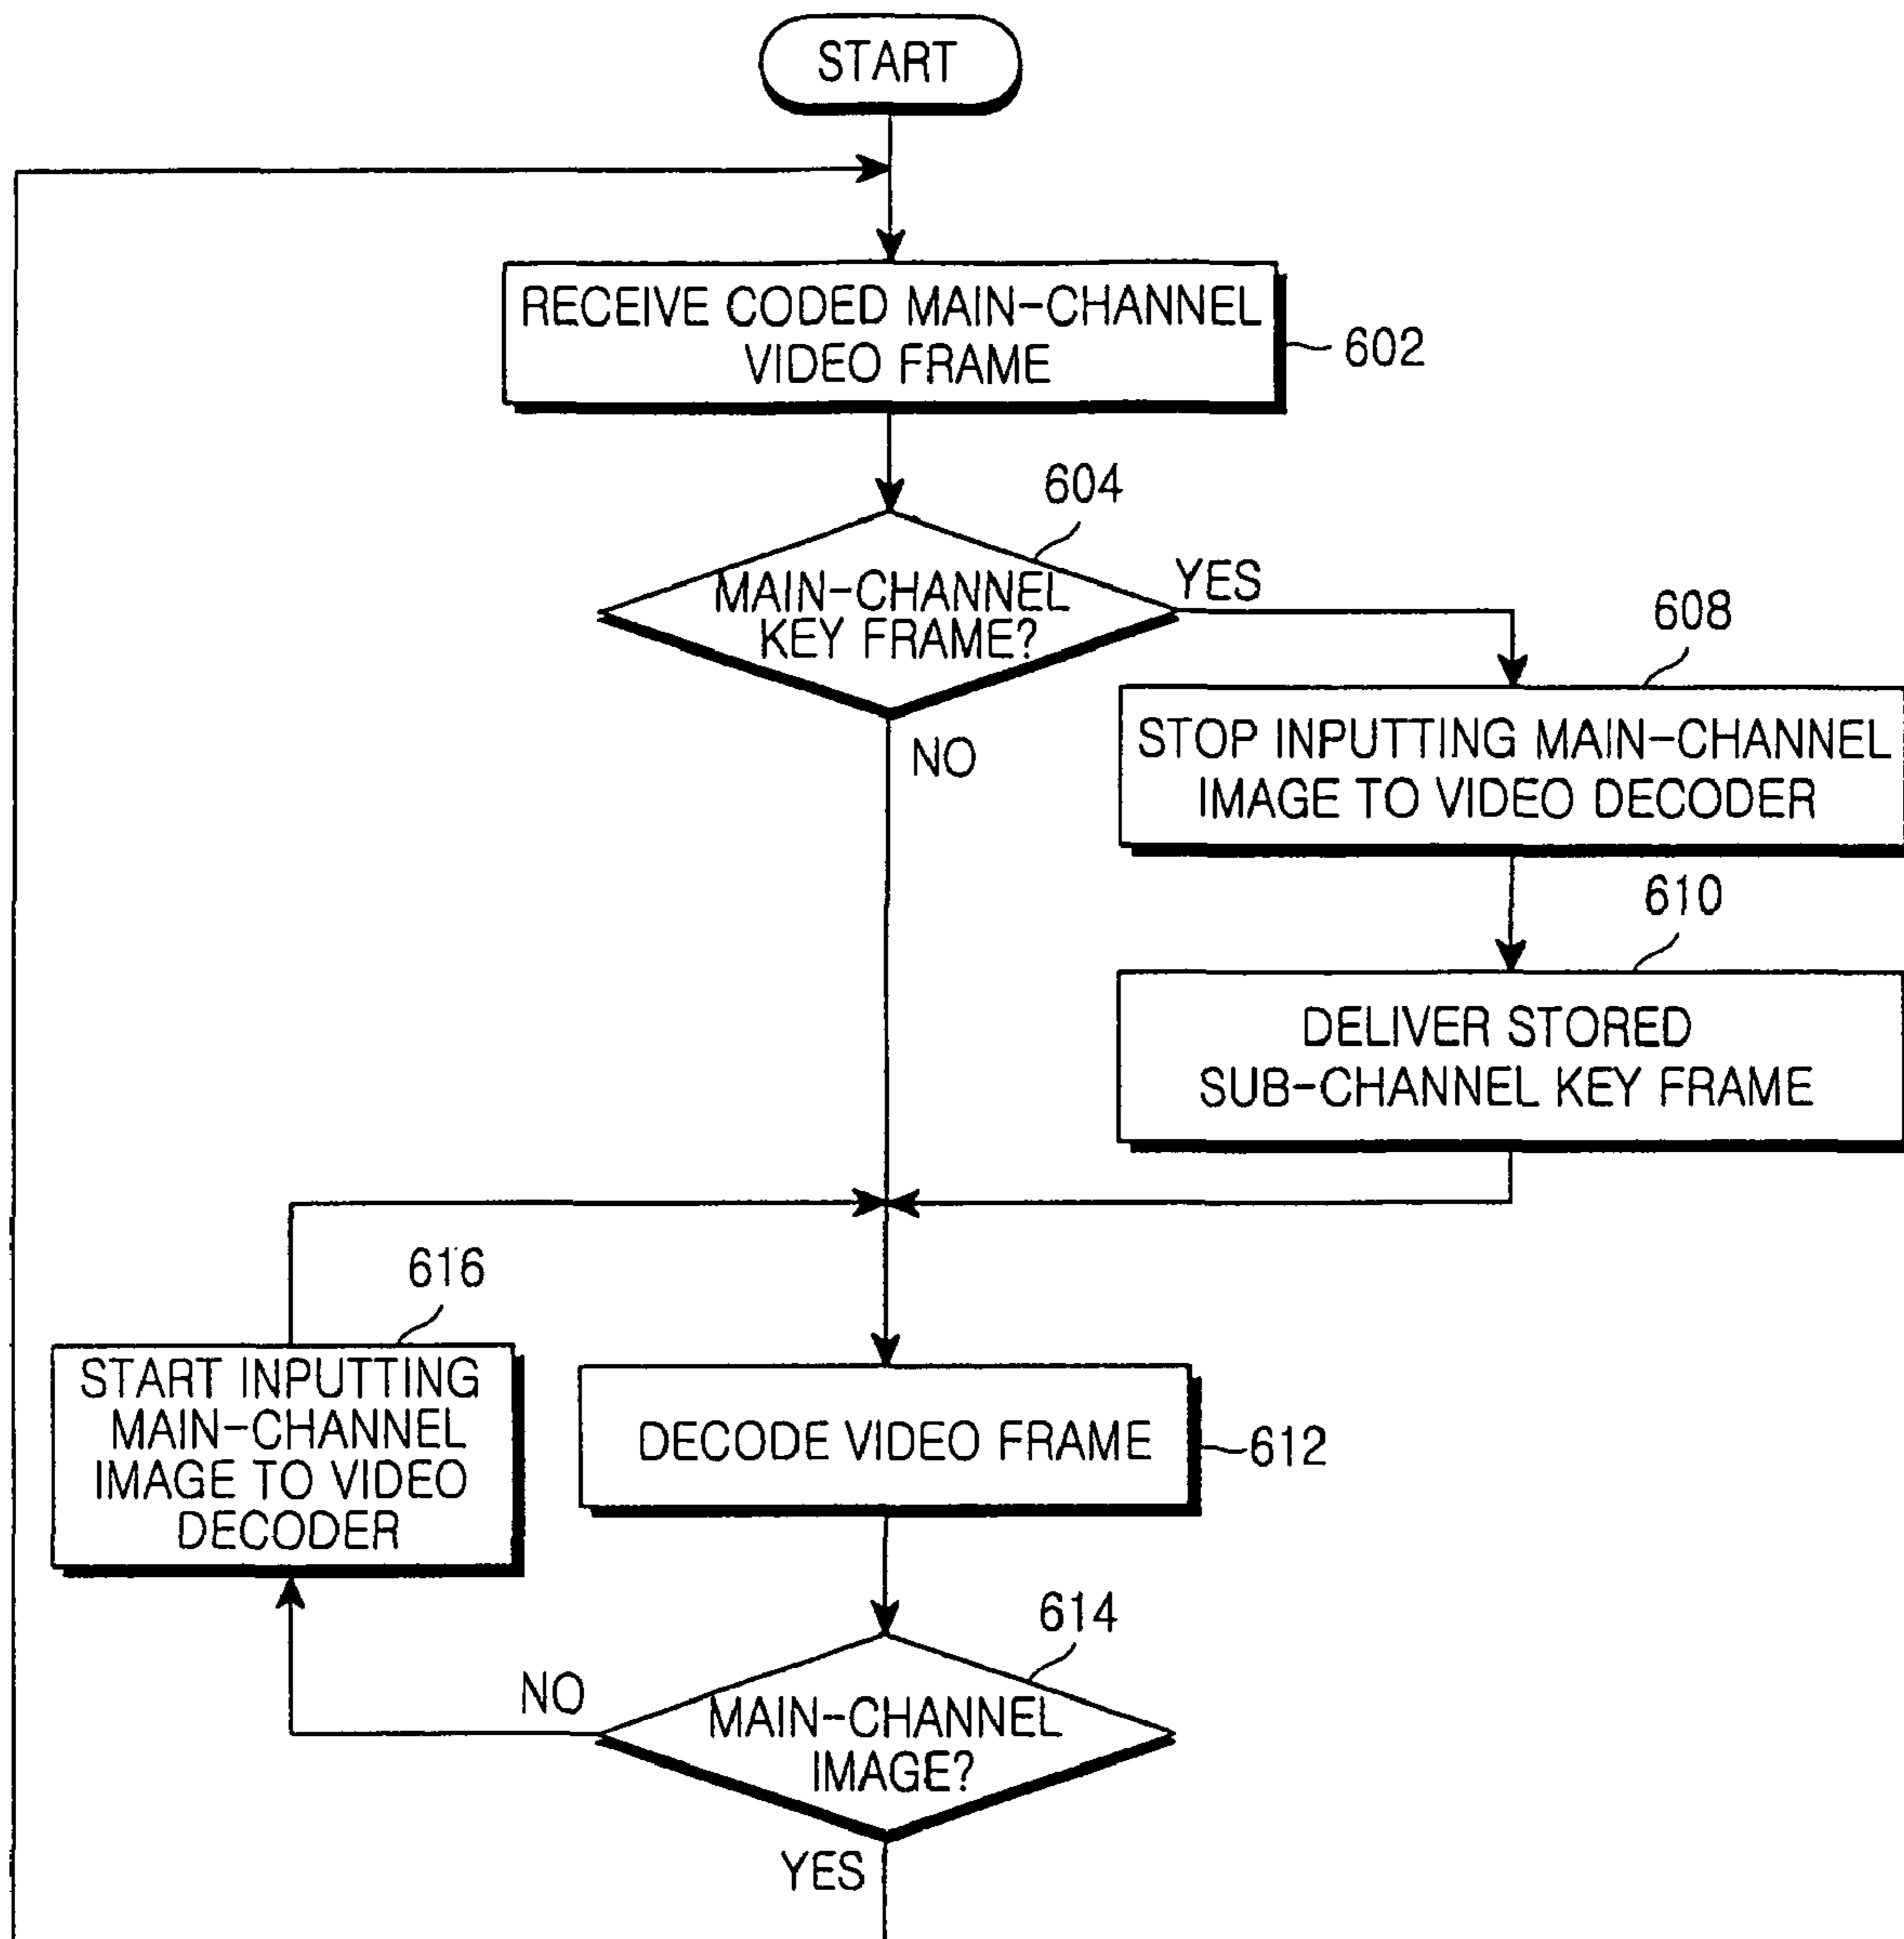 START
RECEIVE CODED MAIN-CHANNEL
VIDEO FRAME
602
604
MAIN-CHANNEL
KEY FRAME?
YES
NO
608
STOP INPUTTING MAIN-CHANNEL
IMAGE TO VIDEO DECODER
610
DELIVER STORED
SUB-CHANNEL KEY FRAME
616
START INPUTTING
MAIN-CHANNEL
IMAGE TO VIDEO
DECODER
DECODE VIDEO FRAME
612
614
MAIN-CHANNEL
IMAGE?
NO
YES